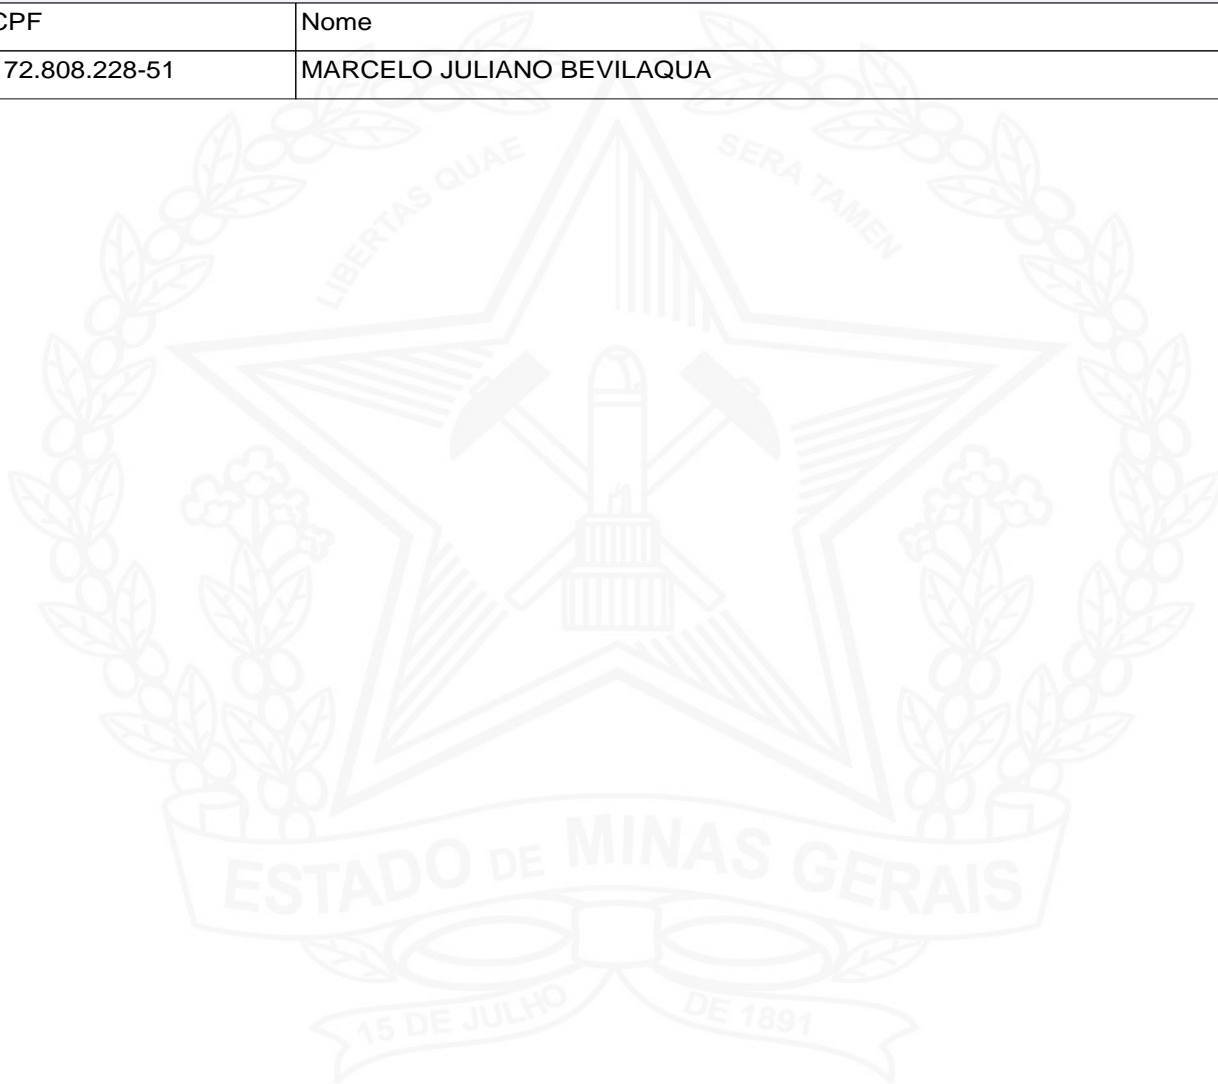 CPF Nome
72.808.228-51 MARCELO JULIANO BEVILAQUA
LIBERTAS QUAE SERA TAMEN
ESTADO DE MINAS GERAIS
15 DE JULHO DE 1891